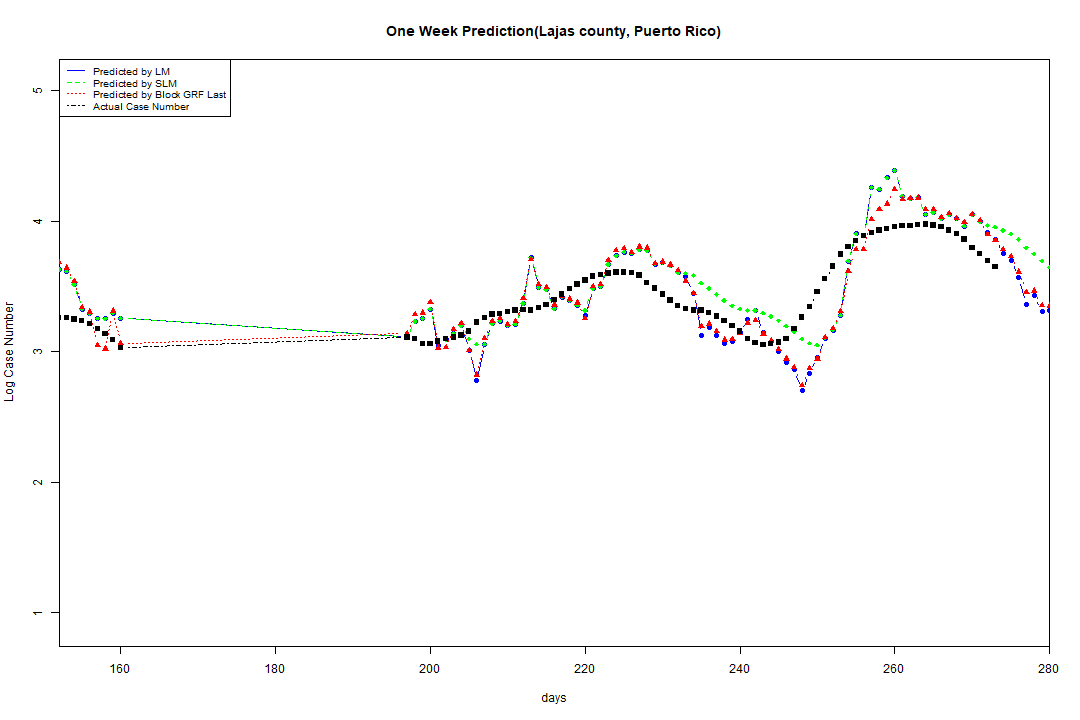 One Week Prediction(Lajas county, Puerto Rico)
Predicted by LM
Predicted by SLM
Predicted by Block GRF Last
Actual Case Number
Log Case Number
5
4
3
2
1
160 180 200 220 240 260 280
days